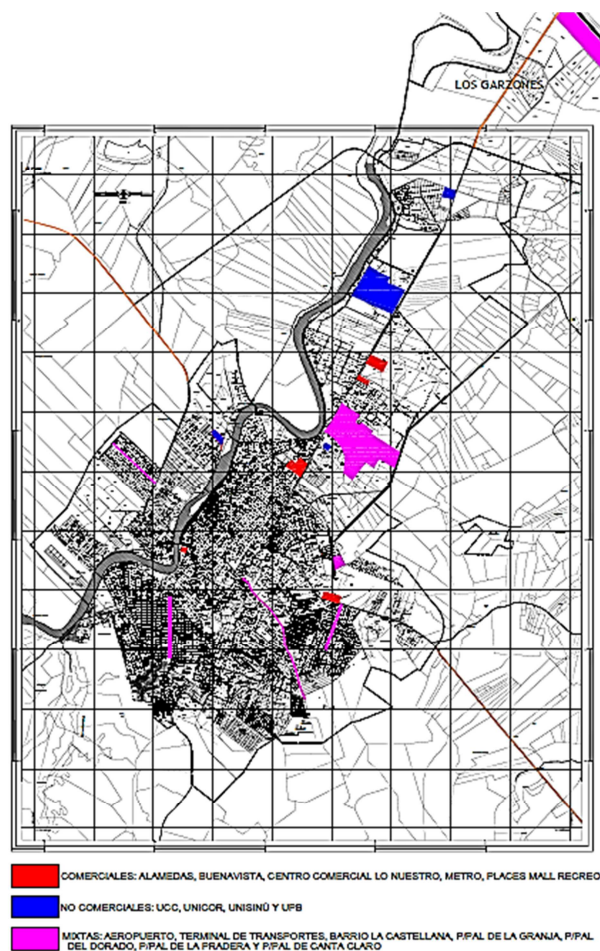 LOS GARZONES
COMERCIALES: ALAMEDAS, BUENAVISTA, CENTRO COMERCIAL LO NUESTRO, METRO, PLACES MALL RECREO
NO COMERCIALES: UCC, UNICOR, UNISINÚ Y UPB
MIXTAS: AEROPUERTO, TERMINAL DE TRANSPORTES, BARRIO LA CASTELLANA, P/PAL DE LA GRANJA, P/PAL
DEL DORADO, P/PAL DE LA PRADERA Y P/PAL DE CANTA CLARO